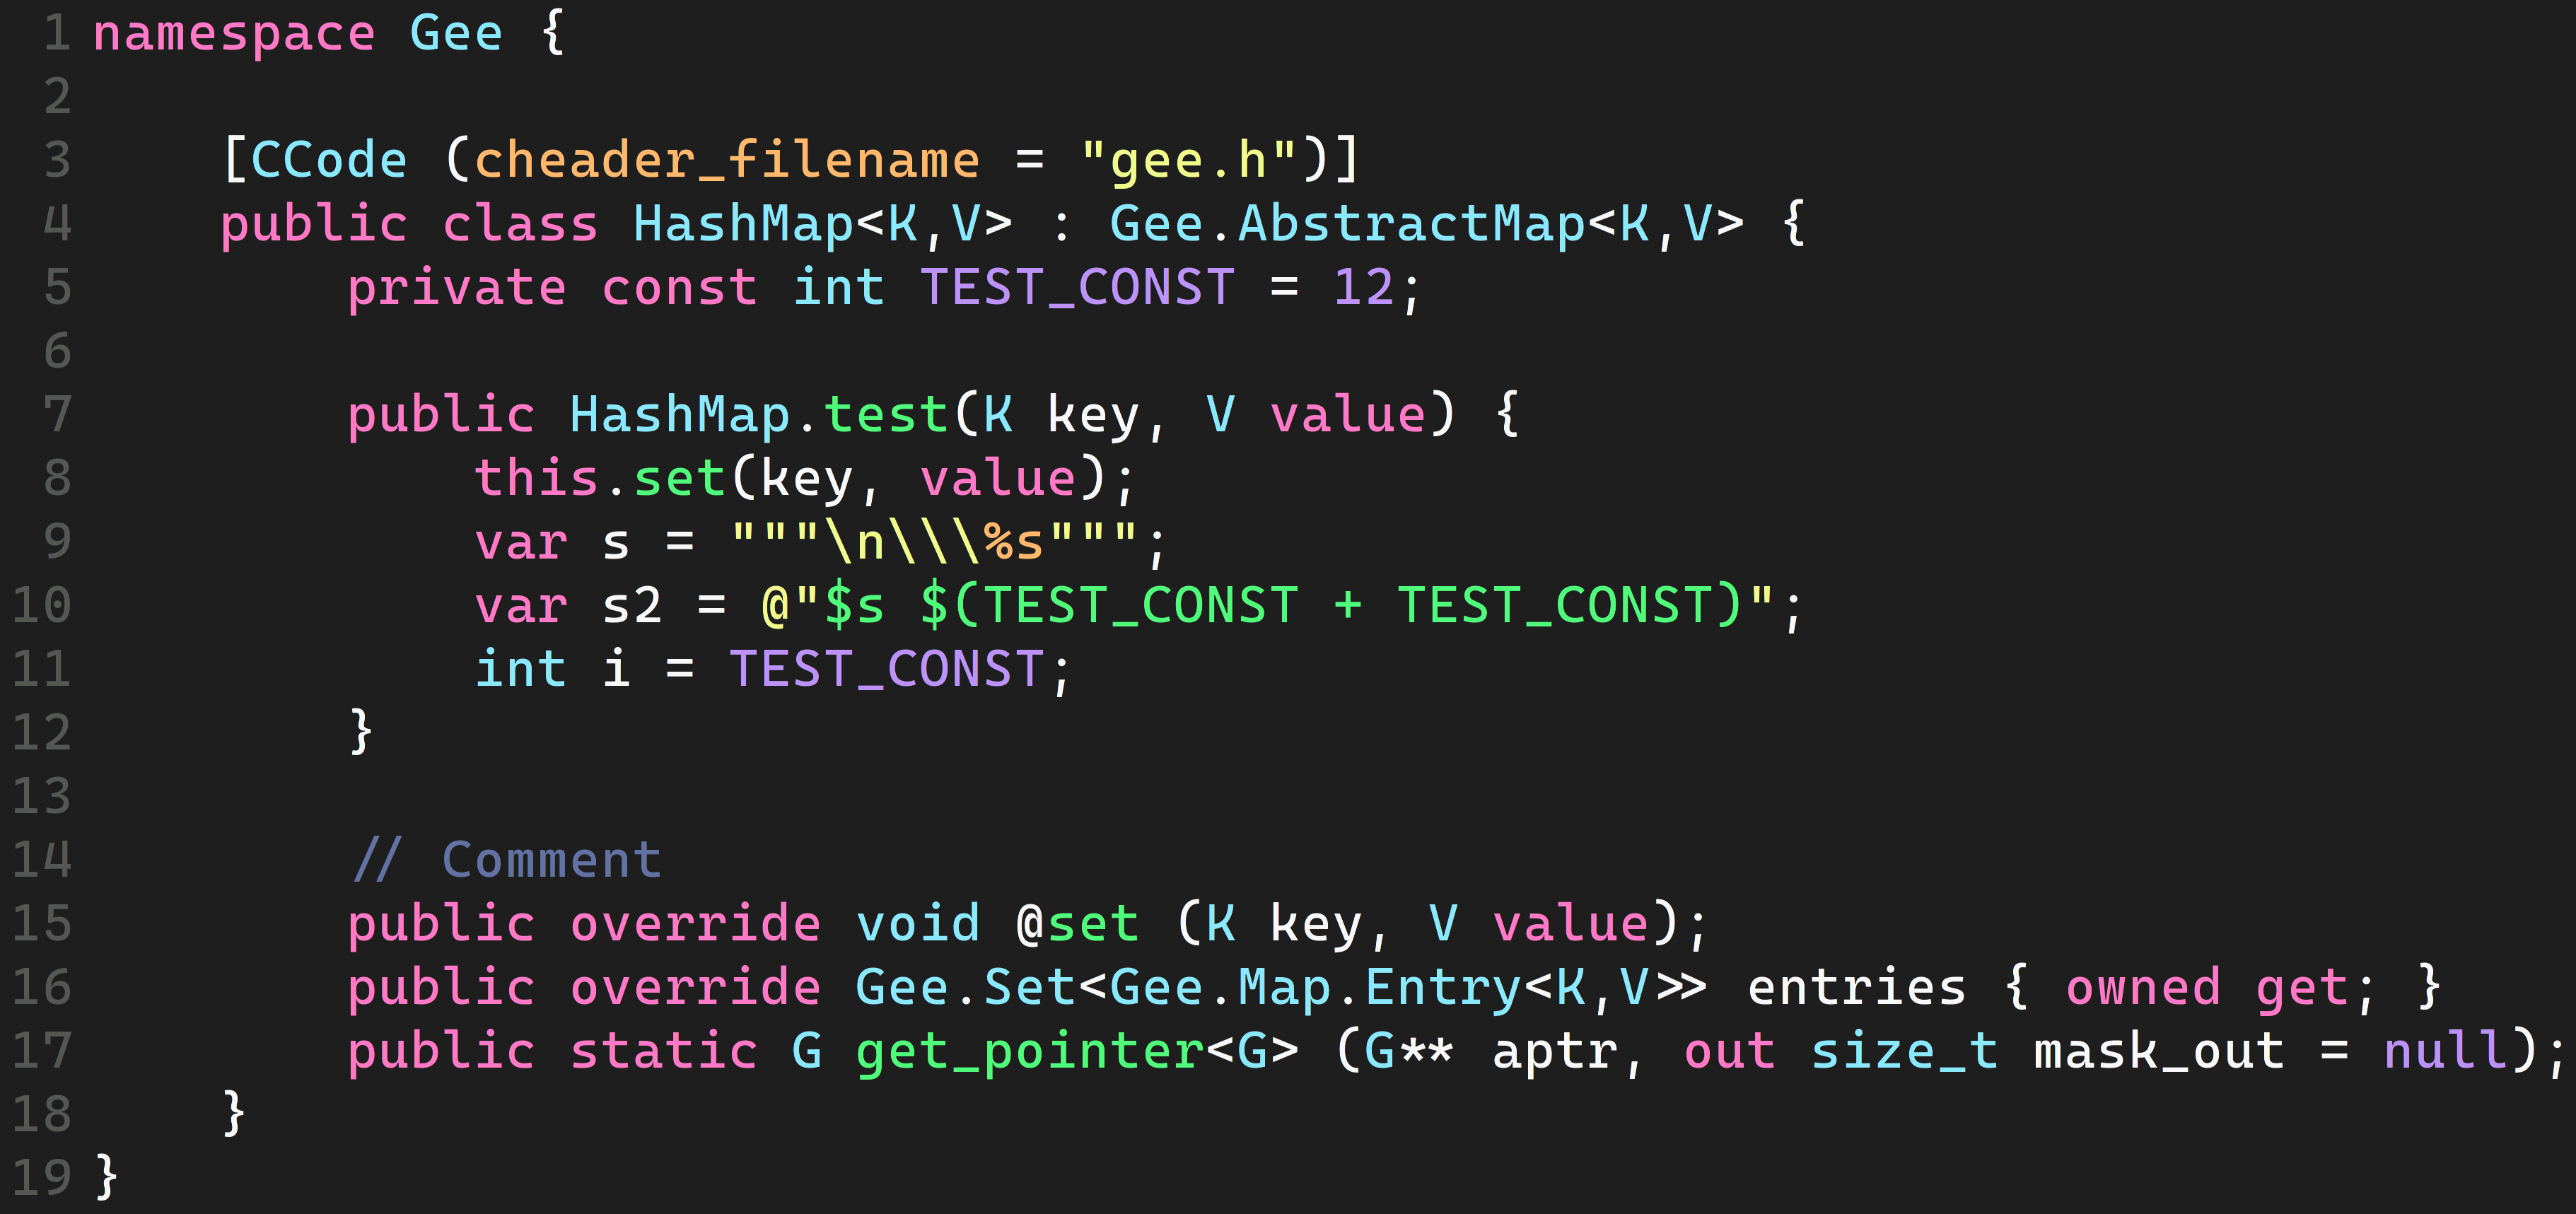 1 namespace Gee {
2
3     [CCode (cheader_filename = "gee.h")]
4     public class HashMap<K,V> : Gee.AbstractMap<K,V> {
5         private const int TEST_CONST = 12;
6
7         public HashMap.test(K key, V value) {
8             this.set(key, value);
9             var s = """\n\\\%s""";
10             var s2 = @"$s $(TEST_CONST + TEST_CONST)";
11             int i = TEST_CONST;
12         }
13
14         // Comment
15         public override void @set (K key, V value);
16         public override Gee.Set<Gee.Map.Entry<K,V>> entries { owned get; }
17         public static G get_pointer<G> (G** aptr, out size_t mask_out = null);
18     }
19 }